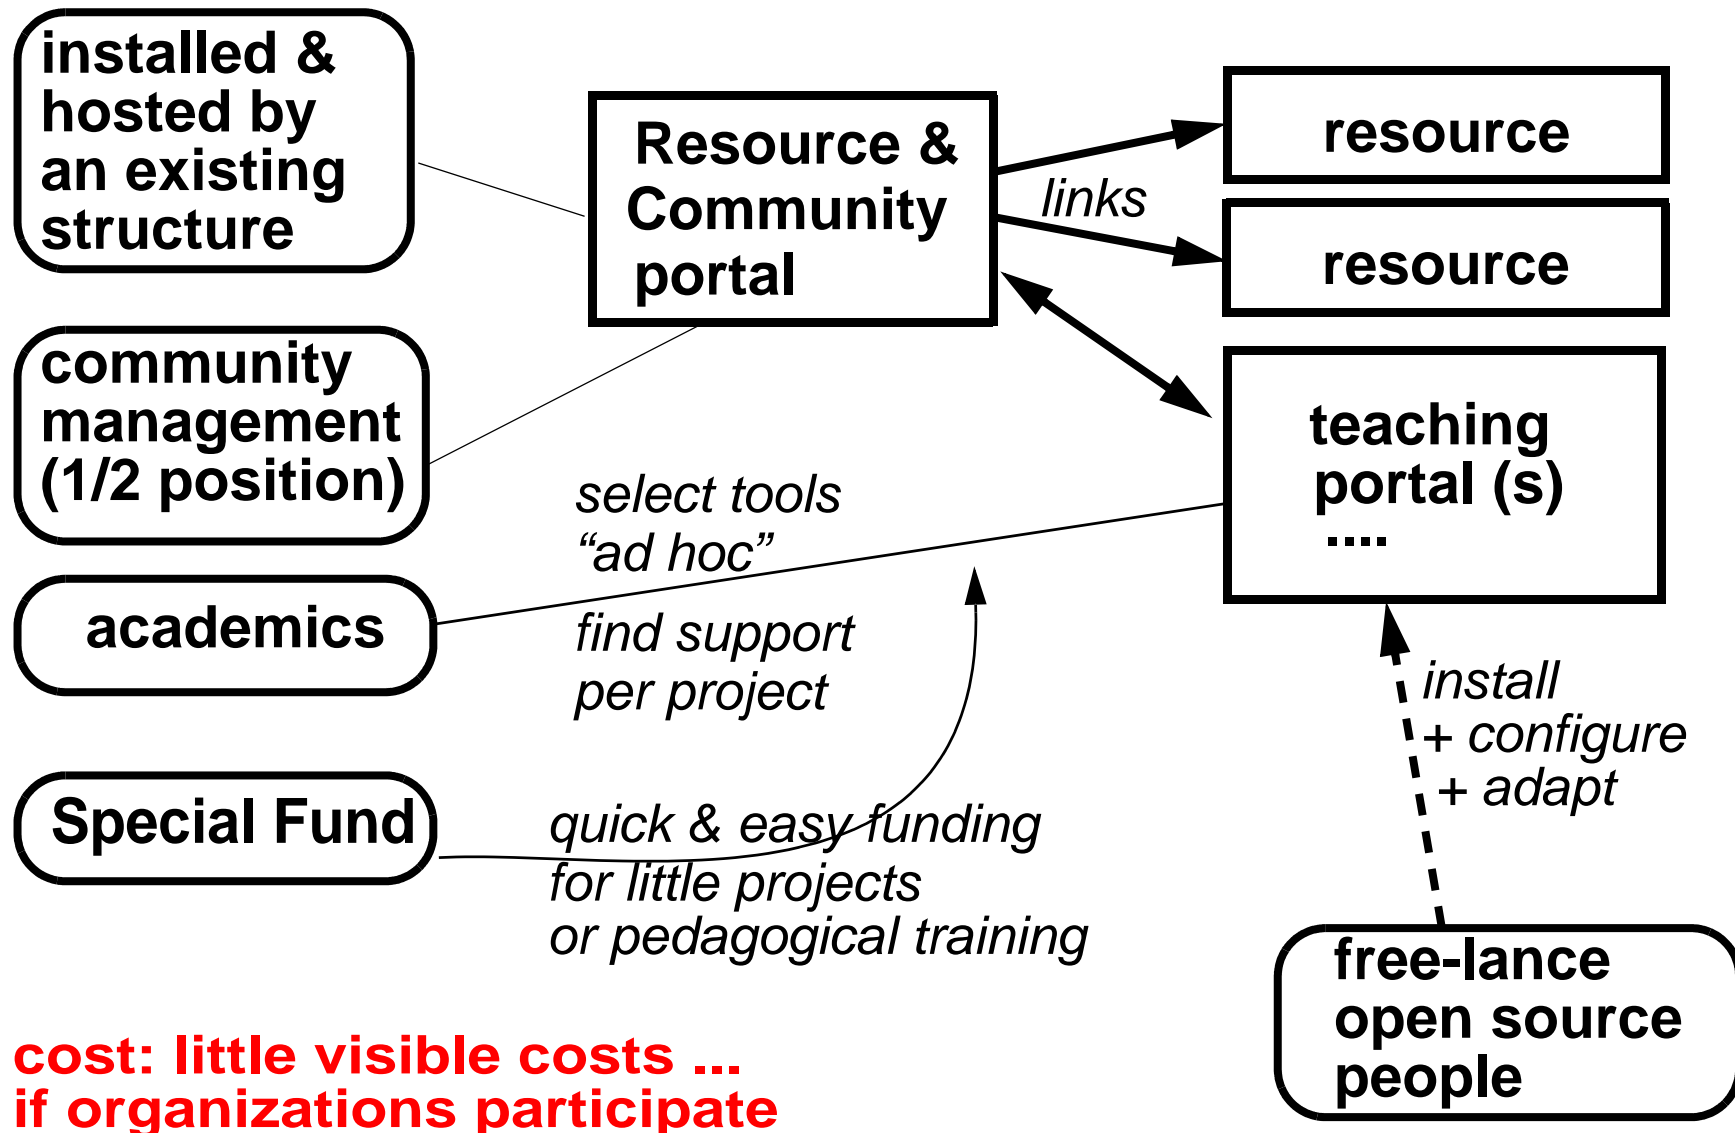 installed &
hosted by
an existing
structure
Resource &
Community
portal
links
resource
resource
community
management
(1/2 position)
teaching
portal (s)
....
select tools
“ad hoc”
academics
find support
per project
install
+ configure
+ adapt
Special Fund
quick & easy funding
for little projects
or pedagogical training
free-lance
open source
people
cost: little visible costs ...
if organizations participate